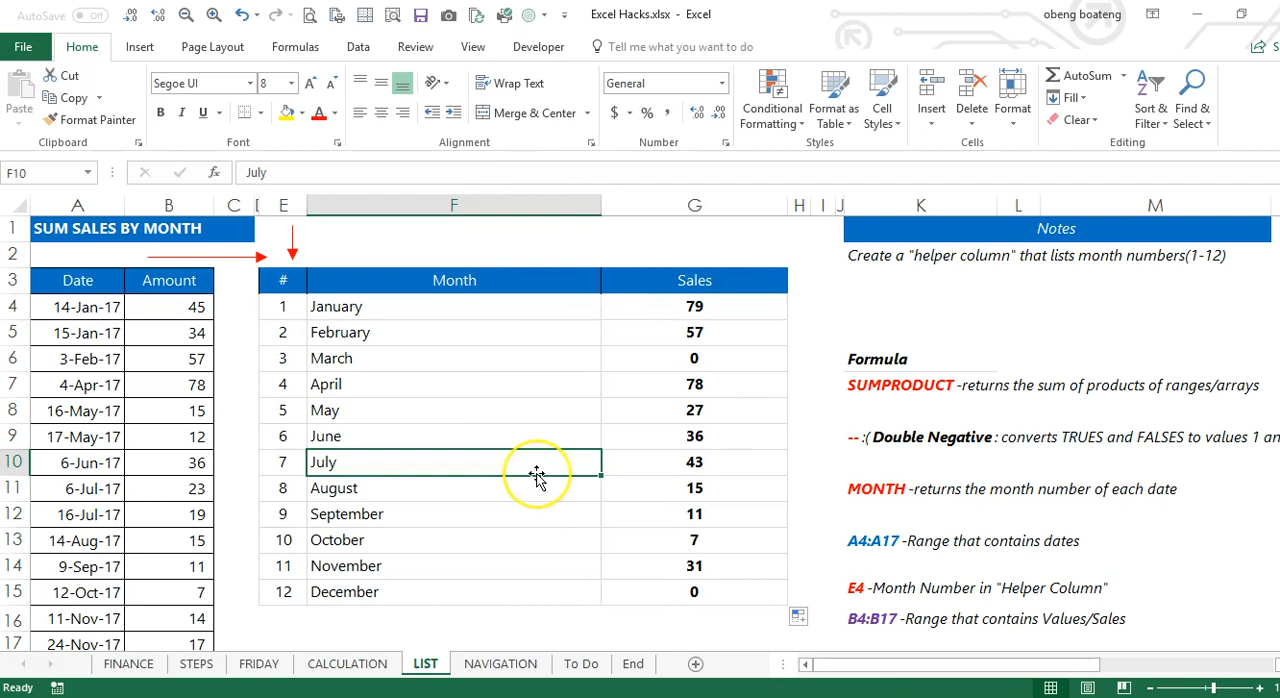 AutoSave Off
Excel Hacks.xlsx - Excel
obeng boateng
File Home Insert Page Layout Formulas Data Review View Developer Tell me what you want to do S
Paste
Cut
Copy
Format Painter
Clipboard
Segoe UI 8
B I U A
Font
Wrap Text
Merge & Center
Alignment
General
$ % ,
Number
Conditional Formatting
Format as Table
Cell Styles
Styles
Insert Delete Format
Cells
AutoSum
Fill
Clear
Sort & Filter
Find & Select
Editing
F10 fx July
A B C E F G H I J K L M
1 SUM SALES BY MONTH Notes
2 Create a "helper column" that lists month numbers(1-12)
3 Date Amount # Month Sales
4 14-Jan-17 45 1 January 79
5 15-Jan-17 34 2 February 57
6 3-Feb-17 57 3 March 0 Formula
7 4-Apr-17 78 4 April 78 SUMPRODUCT -returns the sum of products of ranges/arrays
8 16-May-17 15 5 May 27
9 17-May-17 12 6 June 36 -- :( Double Negative : converts TRUES and FALSES to values 1 an
10 6-Jun-17 36 7 July 43
11 6-Jul-17 23 8 August 15 MONTH -returns the month number of each date
12 16-Jul-17 19 9 September 11
13 14-Aug-17 15 10 October 7 A4:A17 -Range that contains dates
14 9-Sep-17 11 11 November 31
15 12-Oct-17 7 12 December 0 E4 -Month Number in "Helper Column"
16 11-Nov-17 14 B4:B17 -Range that contains Values/Sales
17 24-Nov-17 17
FINANCE STEPS FRIDAY CALCULATION LIST NAVIGATION To Do End
Ready